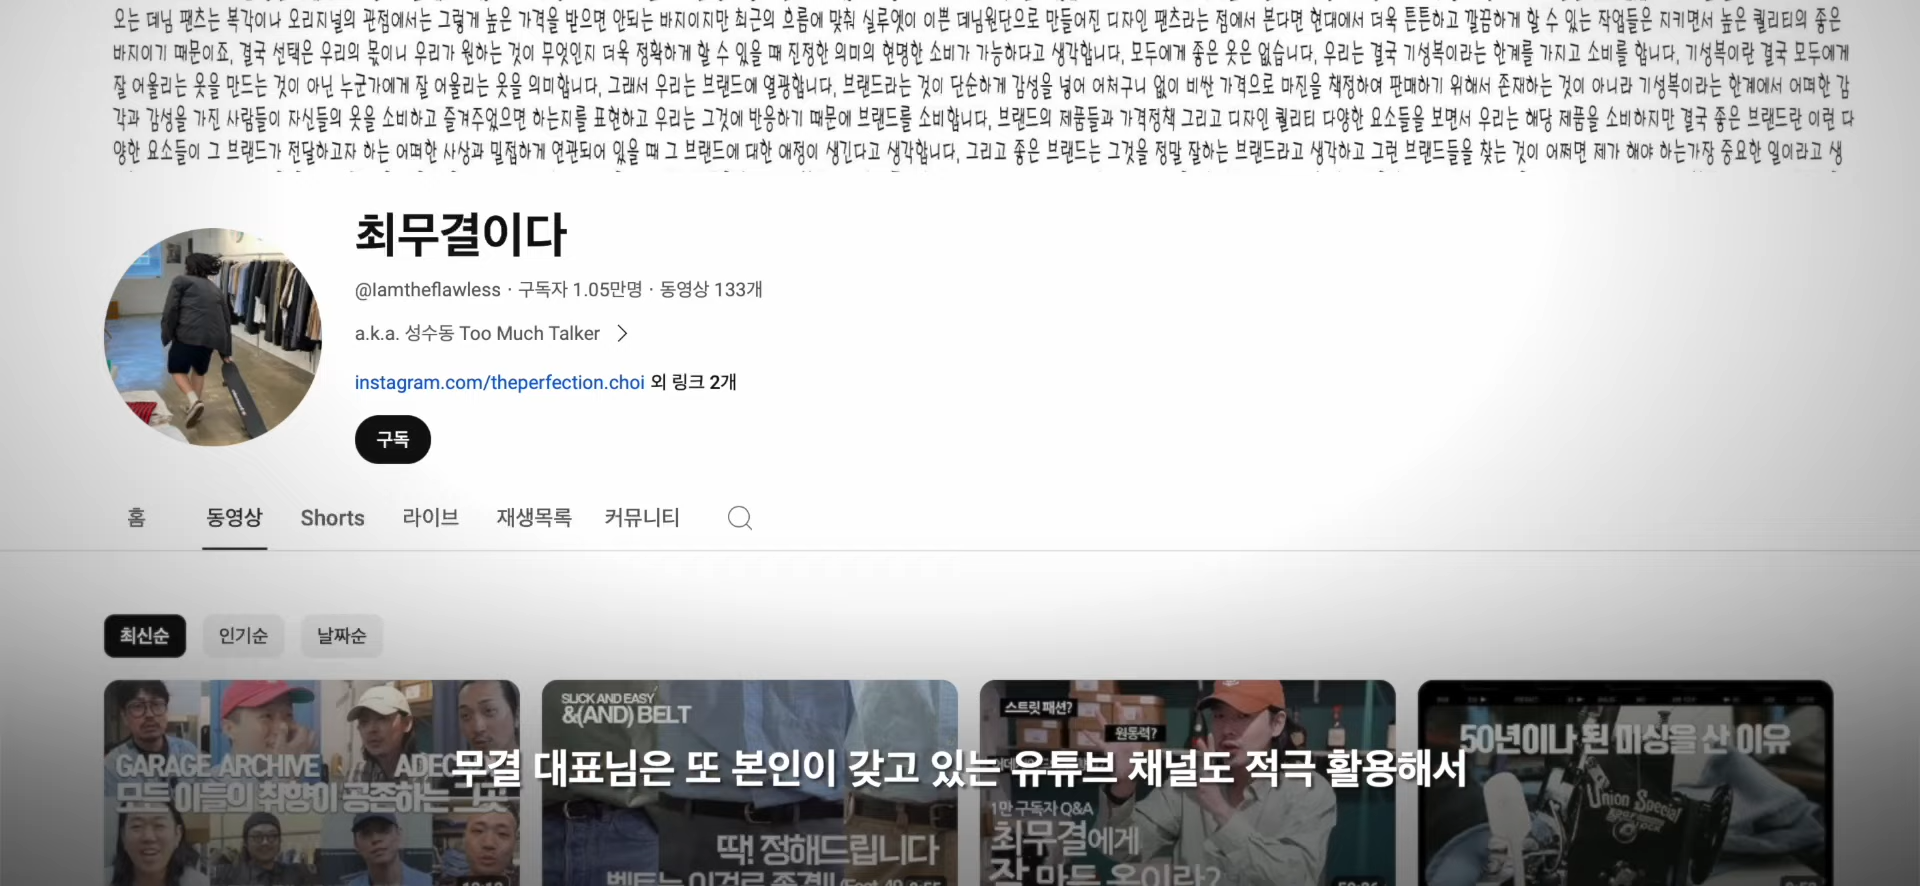 오는 데님 팬츠는 복각이나 오리지널의 관점에서는 그렇게 높은 가격을 받으면 안되는 바지이지만 최근의 흐름에 맞춰 실루엣이 이쁜 데님원단으로 만들어진 디자인 팬츠라는 점에서 본다면 현대에서 더욱 튼튼하고 깔끔하게 할 수 있는 작업들은 지키면서 높은 퀄리티의 좋은
바지이기 때문이죠, 결국 선택은 우리의 몫이니 우리가 원하는 것이 무엇인지 더욱 정확하게 할 수 있을 때 진정한 의미의 현명한 소비가 가능하다고 생각합니다, 모두에게 좋은 옷은 없습니다, 우리는 결국 기성복이라는 한계를 가지고 소비를 합니다, 기성복이란 결국 모두에게
잘 어울리는 옷을 만드는 것이 아닌 누군가에게 잘 어울리는 옷을 의미합니다, 그래서 우리는 브랜드에 열광합니다, 브랜드라는 것이 단순하게 감성을 넣어 어처구니 없이 비싼 가격으로 마진을 책정하여 판매하기 위해서 존재하는 것이 아니라 기성복이라는 한계에서 어떠한 감
각과 감성을 가진 사람들이 자신들의 옷을 소비하고 즐겨주었으면 하는지를 표현하고 우리는 그것에 반응하기 때문에 브랜드를 소비합니다, 브랜드의 제품들과 가격정책 그리고 디자인 퀄리티 다양한 요소들을 보면서 우리는 해당 제품을 소비하지만 결국 좋은 브랜드란 이런 다
양한 요소들이 그 브랜드가 전달하고자 하는 어떠한 사상과 밀접하게 연관되어 있을 때 그 브랜드에 대한 애정이 생긴다고 생각합니다, 그리고 좋은 브랜드는 그것을 정말 잘하는 브랜드라고 생각하고 그런 브랜드들을 찾는 것이 어쩌면 제가 해야 하는가장 중요한 일이라고 생
최무결이다
@Iamtheflawless · 구독자 1.05만명 · 동영상 133개
a.k.a. 성수동 Too Much Talker
instagram.com/theperfection.choi 외 링크 2개
구독
홈 동영상 Shorts 라이브 재생목록 커뮤니티
최신순 인기순 날짜순
GARAGE ARCHIVE
모든 이들의 취향이 공존하는
SLICK AND EASY
&(AND) BELT
딱! 정해드립니다
스트릿 패션?
원동력?
1만 구독자 Q&A
최무결에게
잘 만든 옷이란?
50년이나 된 미싱을 산 이유
Union Special
무결 대표님은 또 본인이 갖고 있는 유튜브 채널도 적극 활용해서